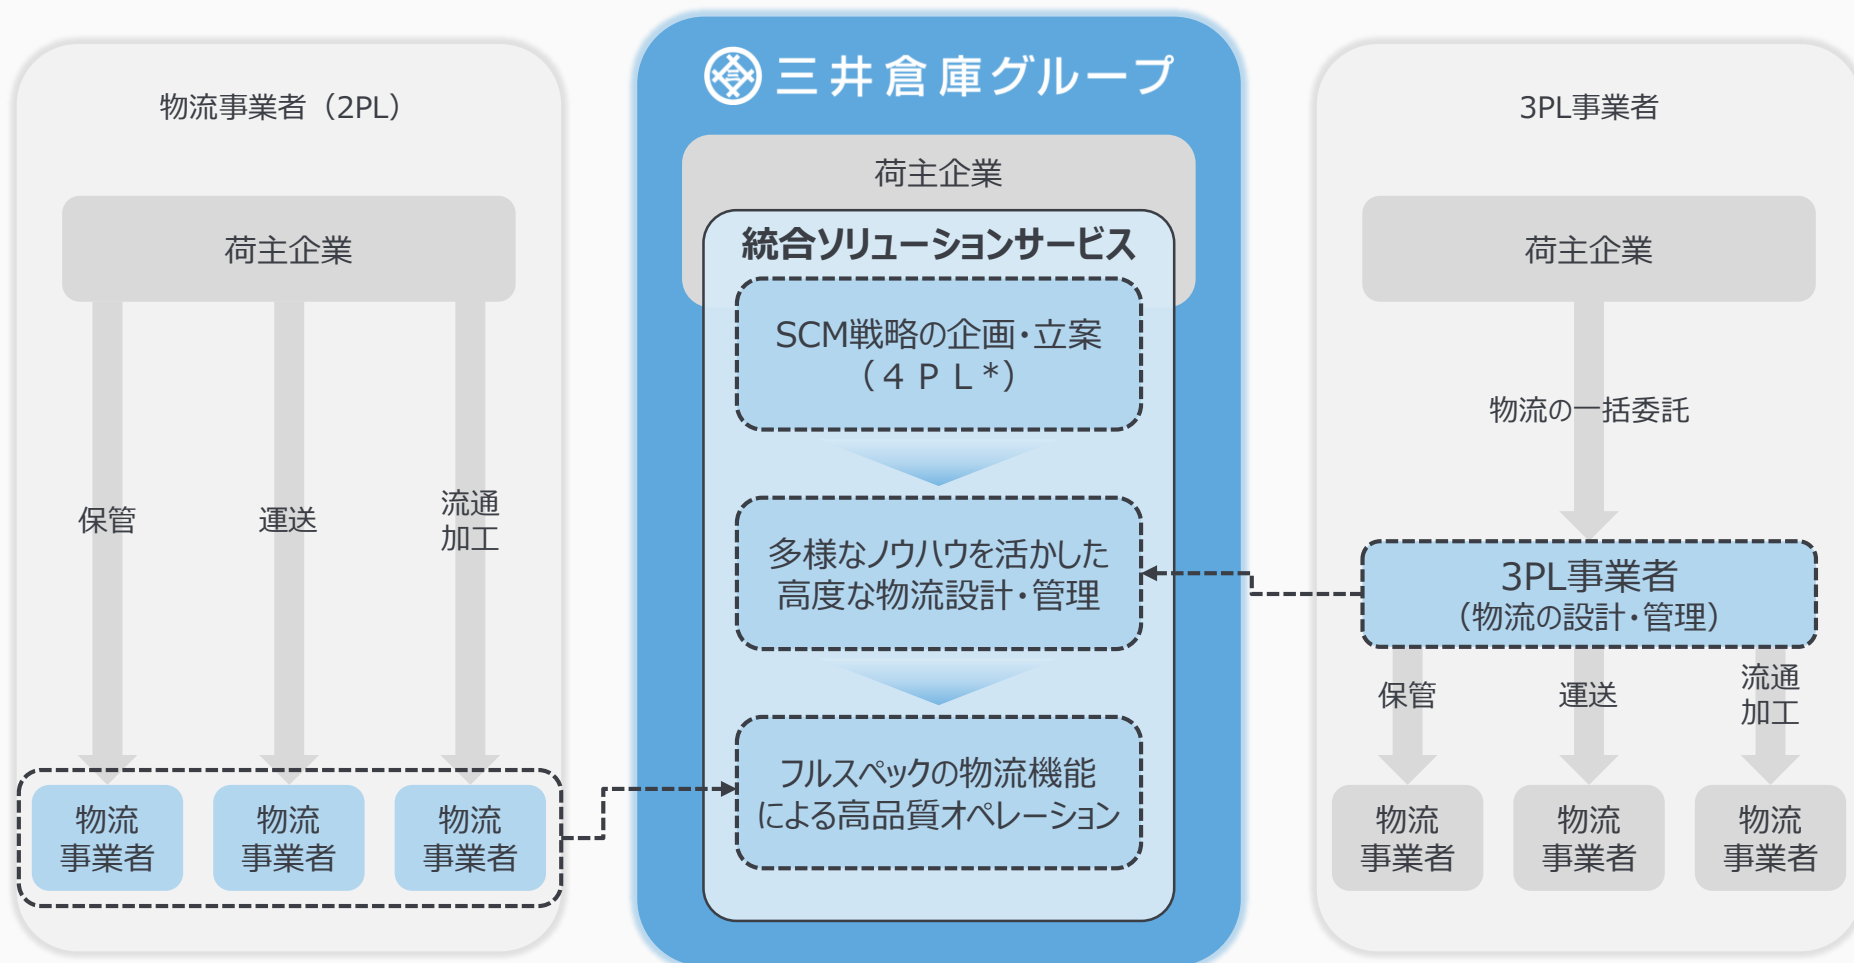 物流事業者（2PL）
荷主企業
保管
運送
流通
加工
物流
事業者
物流
事業者
物流
事業者
三井倉庫グループ
荷主企業
統合ソリューションサービス
SCM戦略の企画・立案
（４ＰＬ*）
多様なノウハウを活かした
高度な物流設計・管理
フルスペックの物流機能
による高品質オペレーション
3PL事業者
荷主企業
物流の一括委託
3PL事業者
（物流の設計・管理）
保管
運送
流通
加工
物流
事業者
物流
事業者
物流
事業者